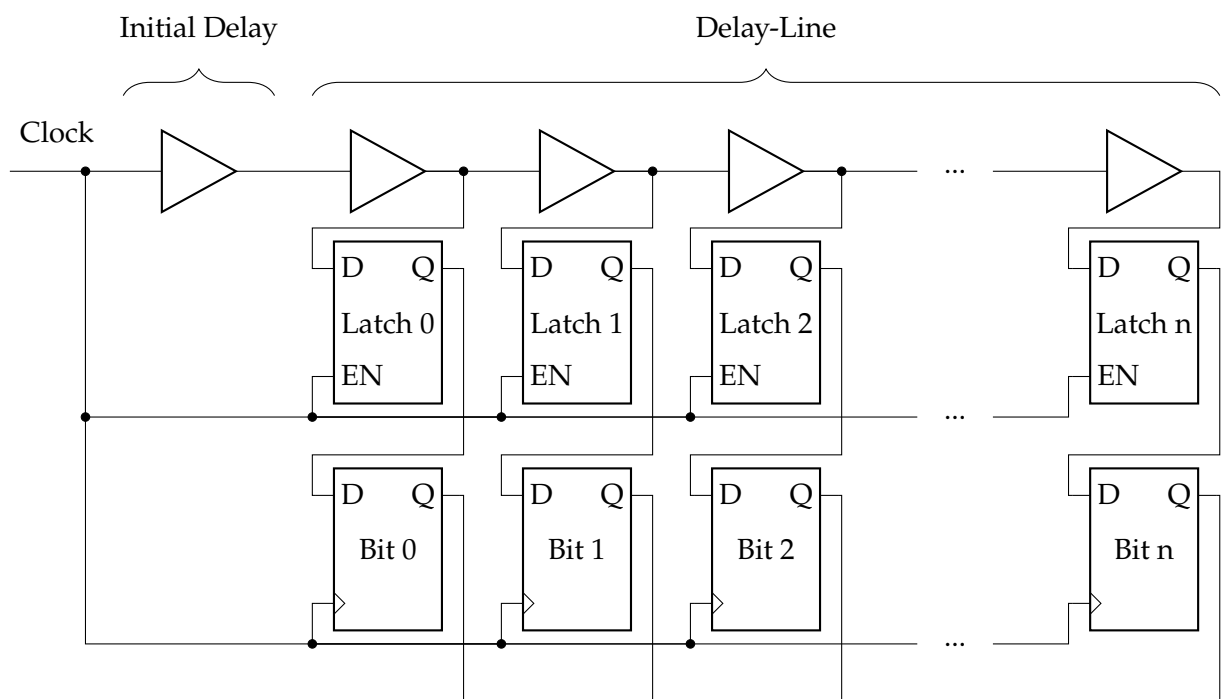 Initial Delay Delay-Line
Clock
... 
D Q D Q D Q D Q
Latch 0 Latch 1 Latch 2 Latch n
EN EN EN EN
...
D Q D Q D Q D Q
Bit 0 Bit 1 Bit 2 Bit n
...